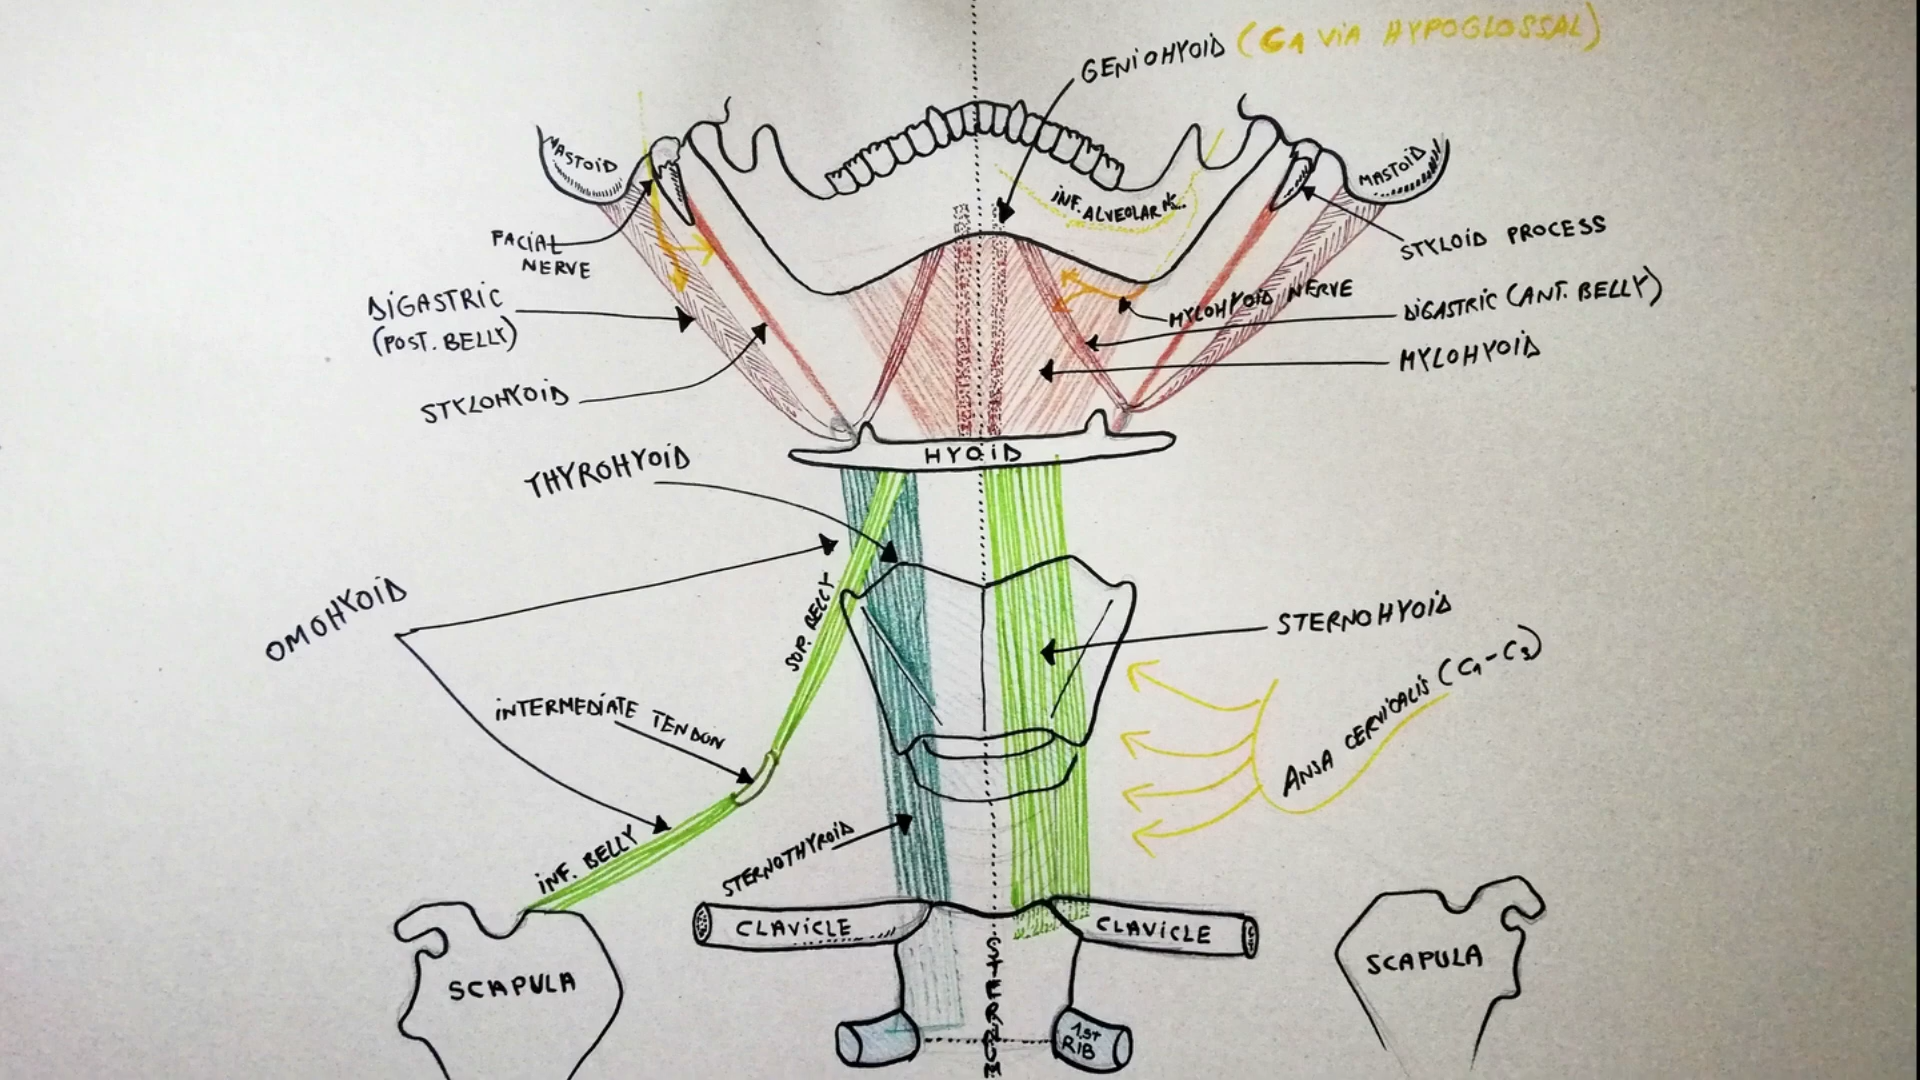 GENIOHYOID (C1 VIA HYPOGLOSSAL)
MASTOID
MASTOID
INF. ALVEOLAR N.
FACIAL
NERVE
STYLOID PROCESS
DIGASTRIC
(POST. BELLY)
MYLOHYOID NERVE
DIGASTRIC (ANT. BELLY)
MYLOHYOID
STYLOHYOID
HYOID
THYROHYOID
OMOHYOID
SUP. BELLY
STERNOHYOID
ANSA CERVICALIS (C1-C3)
INTERMEDIATE TENDON
INF. BELLY
STERNOTHYROID
CLAVICLE
CLAVICLE
SCAPULA
SCAPULA
1st
RIB